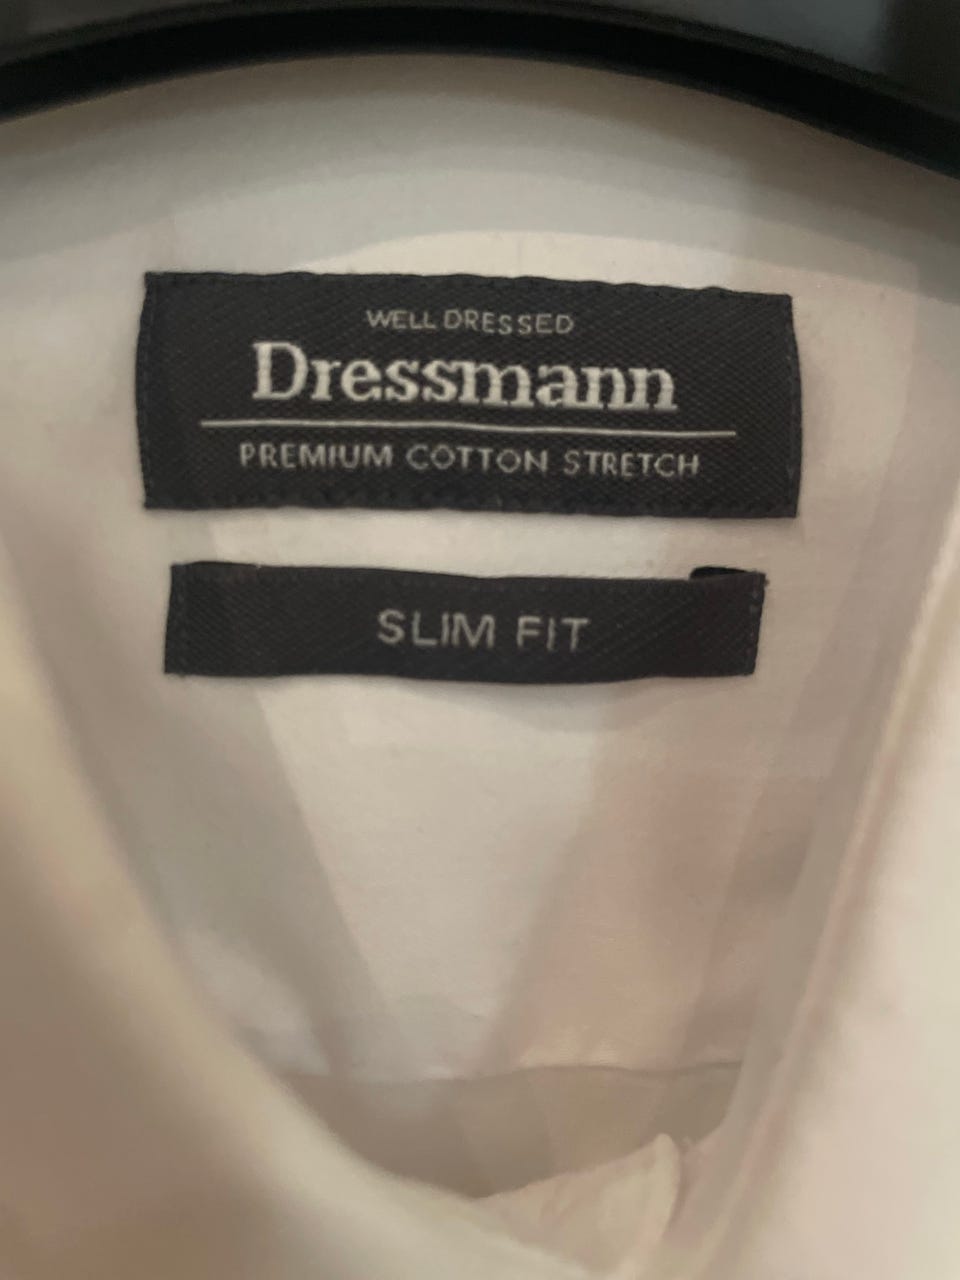 WELL DRESSED
Dressmann
PREMIUM COTTON STRETCH
SLIM FIT